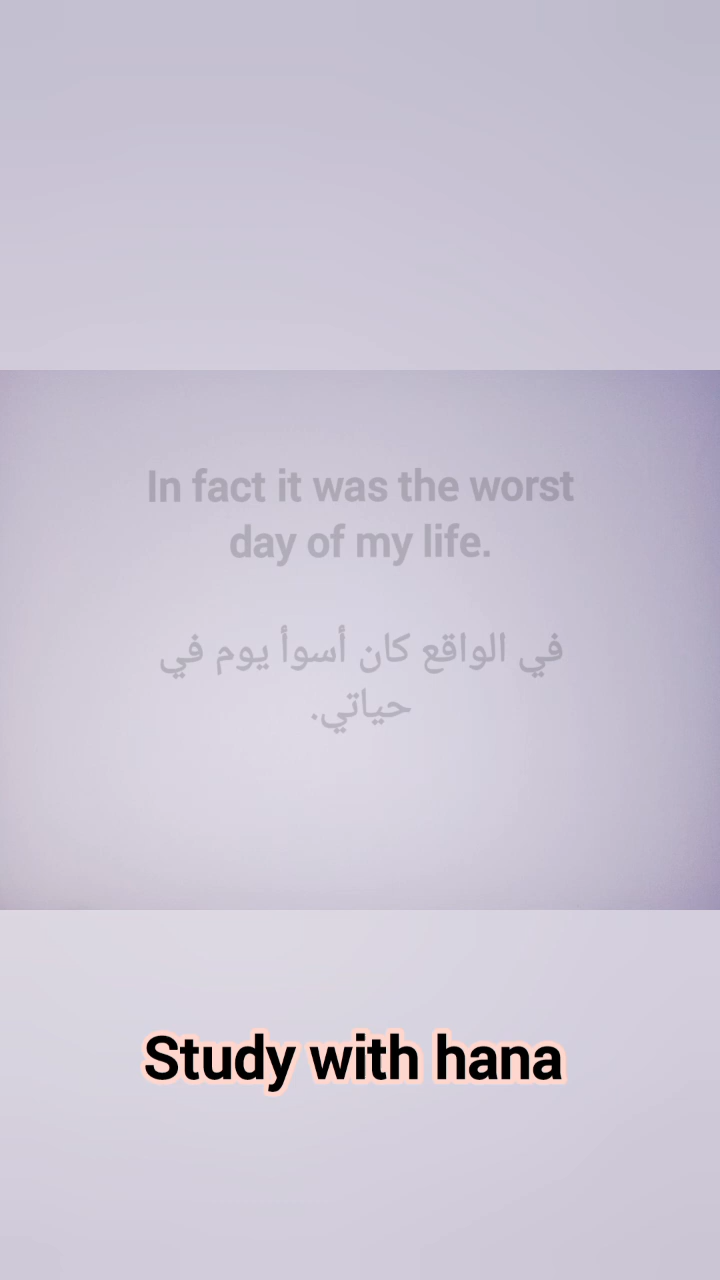 In fact it was the worst
day of my life.
في الواقع كان أسوأ يوم في
حياتي.
Study with hana